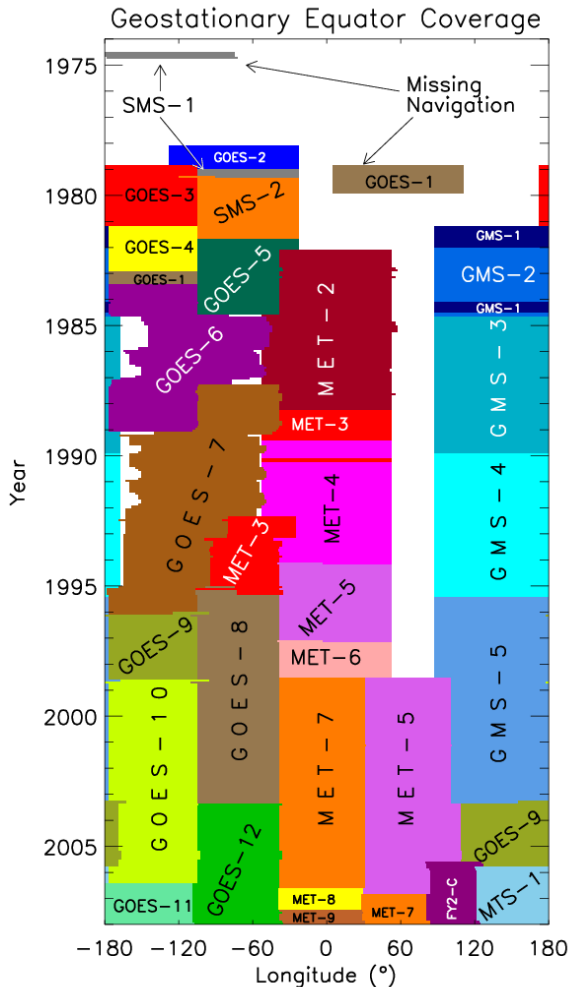 Geostationary Equator Coverage
1975
SMS-1
Missing
Navigation
GOES-2
GOES-1
GOES-3
SMS-2
1980
GOES-4
GOES-5
GMS-1
GOES-1
MET-2
GMS-2
GMS-1
1985
GOES-6
GMS-3
MET-3
1990
GOES-7
MET-4
GMS-4
MET-3
1995
MET-5
GOES-9
GOES-8
MET-6
GMS-5
2000
GOES-10
MET-7
MET-5
GOES-9
2005
GOES-12
GOES-11
MET-8
MET-9
MET-7
FY2-C
MTS-1
Year
-180 -120 -60 0 60 120 180
Longitude (°)